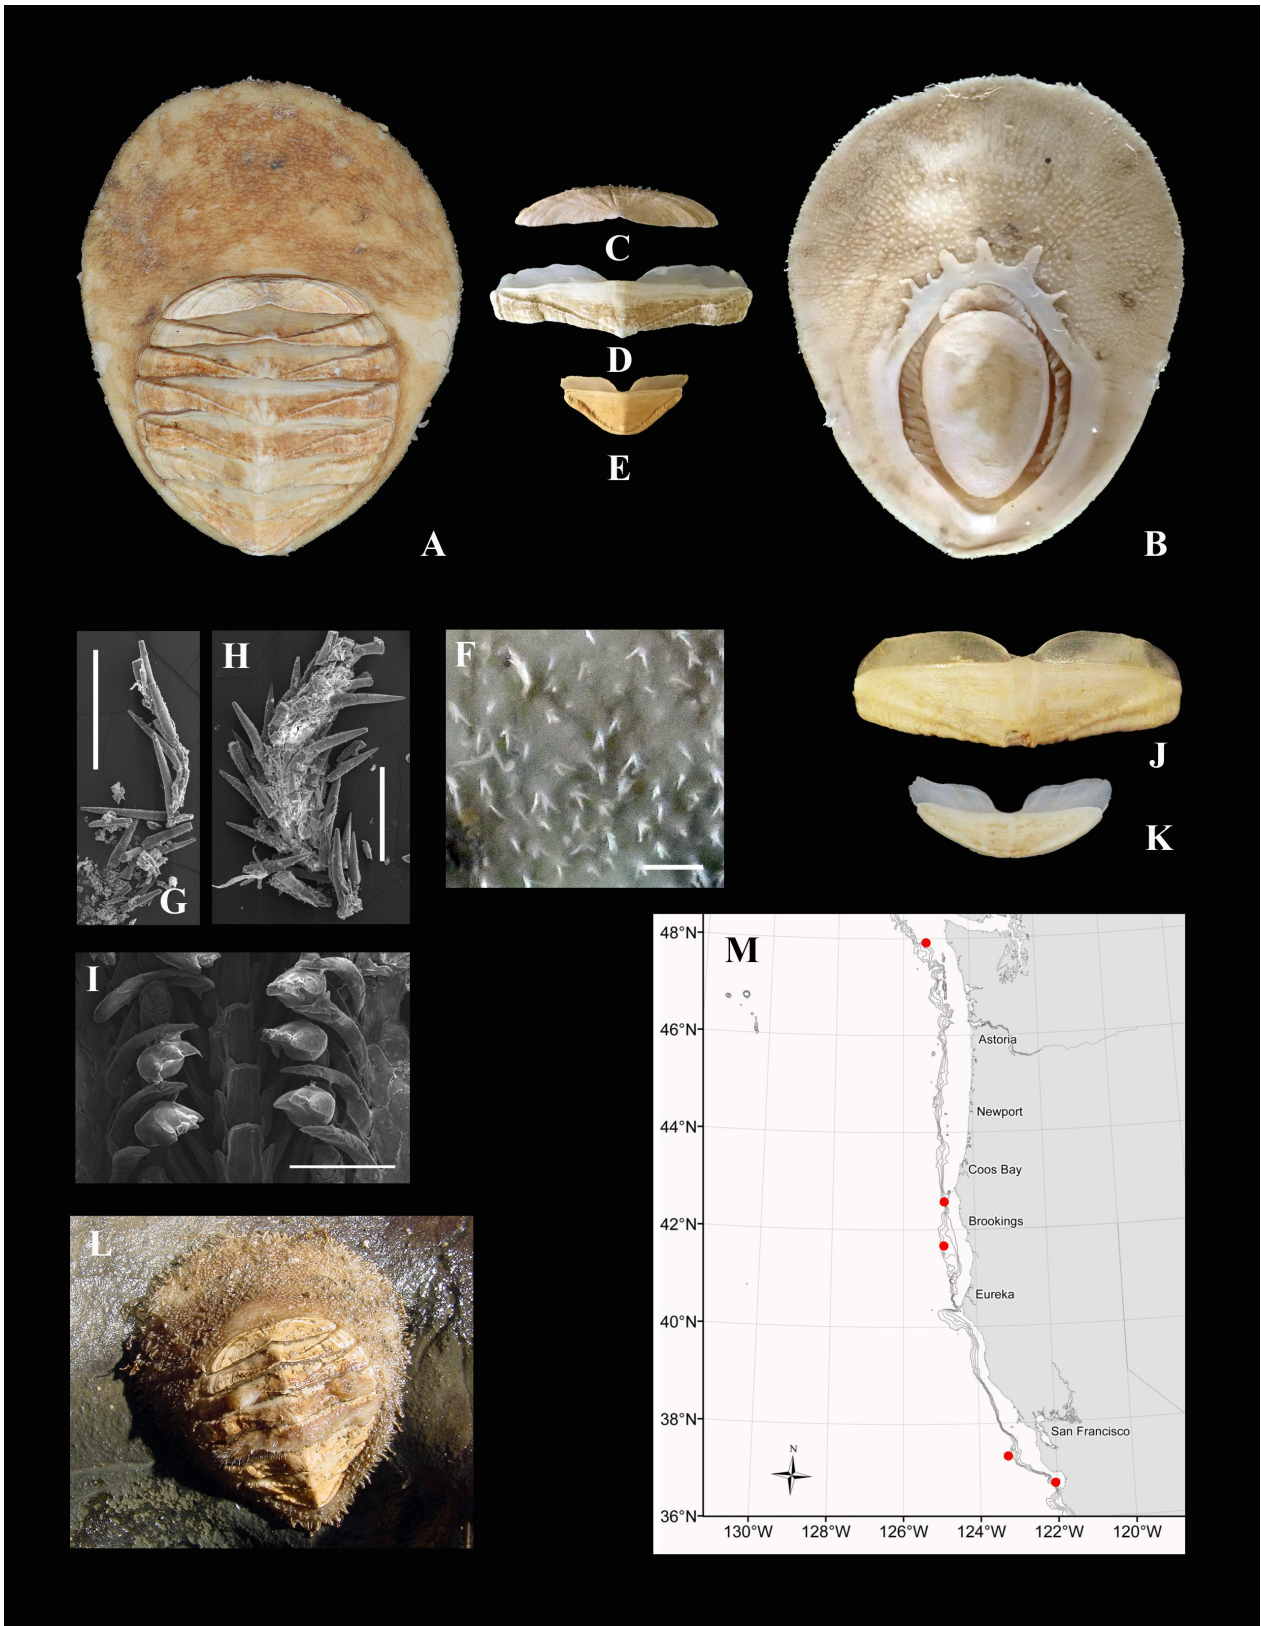 C
D
E
A
B
H
F
G
J
K
I
L
M
48°N
46°N
44°N
42°N
40°N
38°N
36°N
Astoria
Newport
Coos Bay
Brookings
Eureka
San Francisco
N
130°W 128°W 126°W 124°W 122°W 120°W